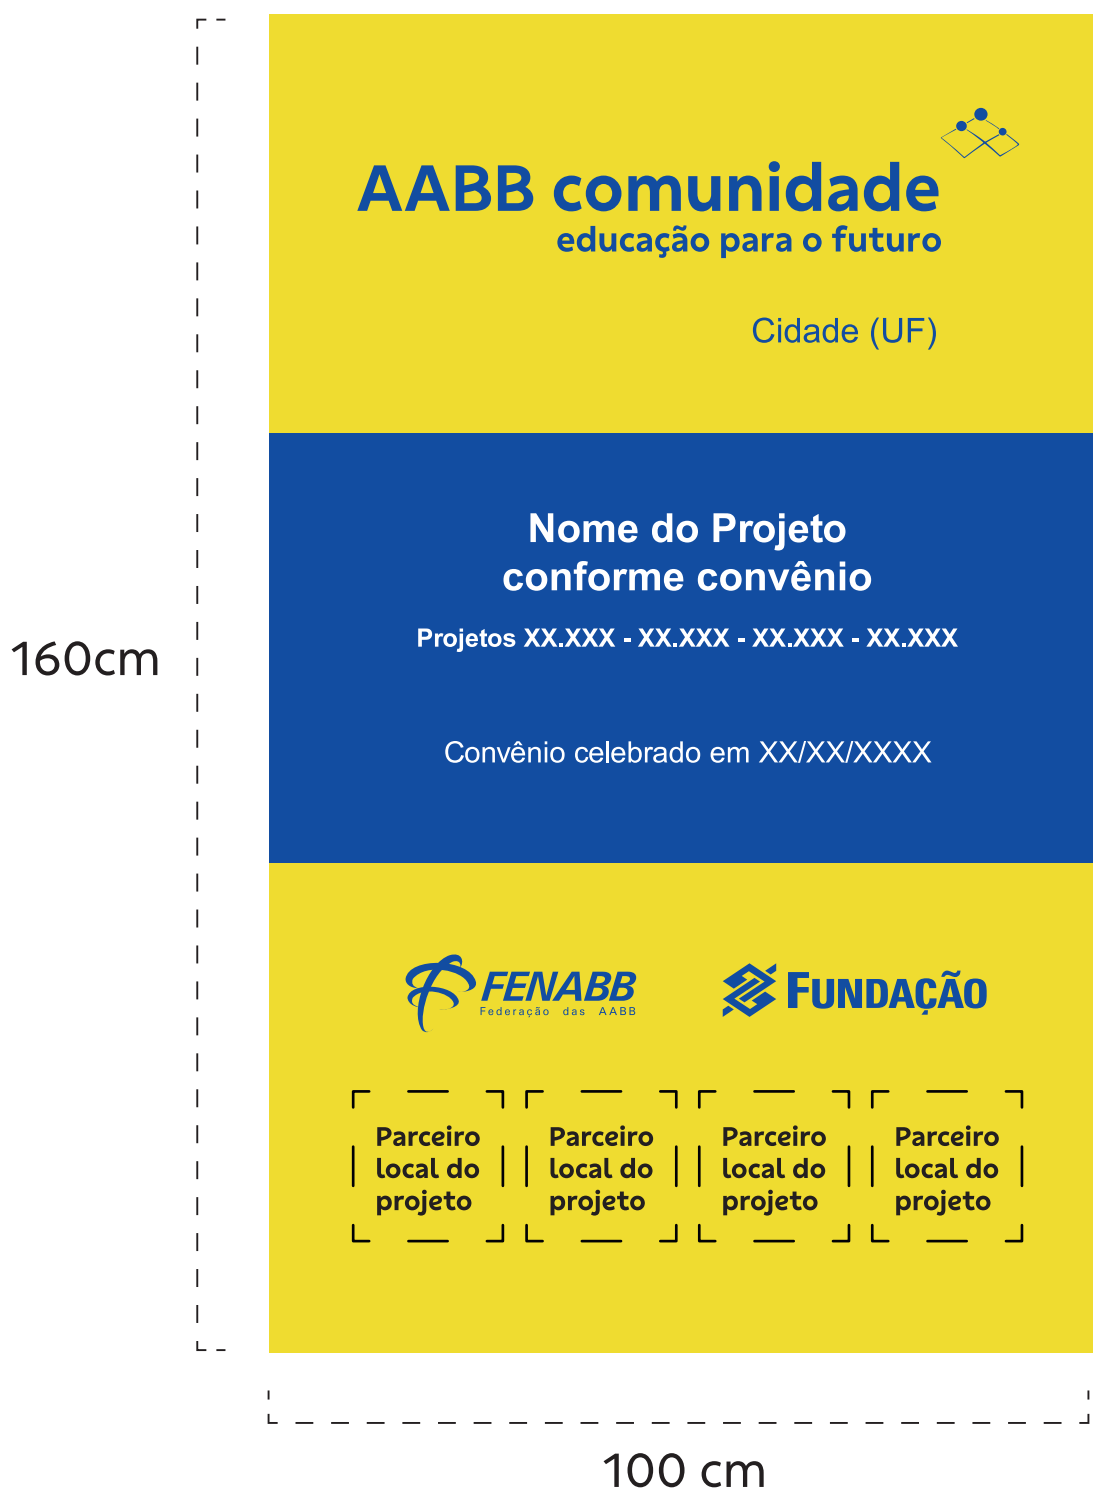 AABB comunidade
educação para o futuro
Cidade (UF)
Nome do Projeto
conforme convênio
Projetos XX.XXX - XX.XXX - XX.XXX - XX.XXX
160cm
Convênio celebrado em XX/XX/XXXX
FENABB
Federação das AABB
FUNDAÇÃO
Parceiro
local do
projeto
Parceiro
local do
projeto
Parceiro
local do
projeto
Parceiro
local do
projeto
100 cm